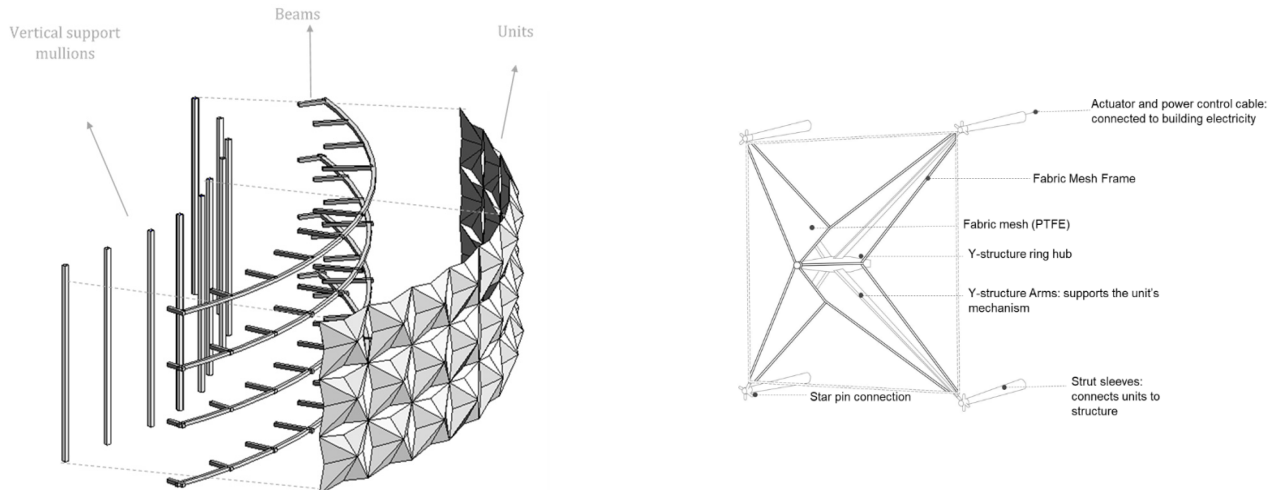 Vertical support
mullions
Beams
Units
Actuator and power control cable:
connected to building electricity
Fabric Mesh Frame
Fabric mesh (PTFE)
Y-structure ring hub
Y-structure Arms: supports the unit's
mechanism
Strut sleeves:
connects units to
structure
Star pin connection